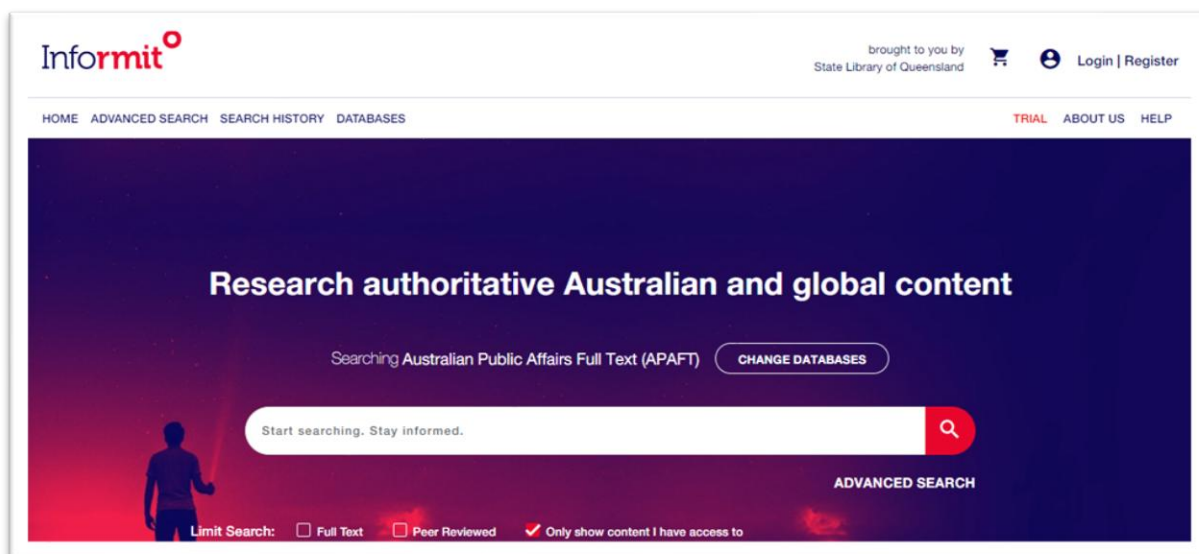 Informit
brought to you by
State Library of Queensland
Login | Register
HOME ADVANCED SEARCH SEARCH HISTORY DATABASES
TRIAL ABOUT US HELP
Research authoritative Australian and global content
Searching Australian Public Affairs Full Text (APAFT) CHANGE DATABASES
Start searching. Stay informed.
ADVANCED SEARCH
Limit Search: Full Text Peer Reviewed Only show content I have access to